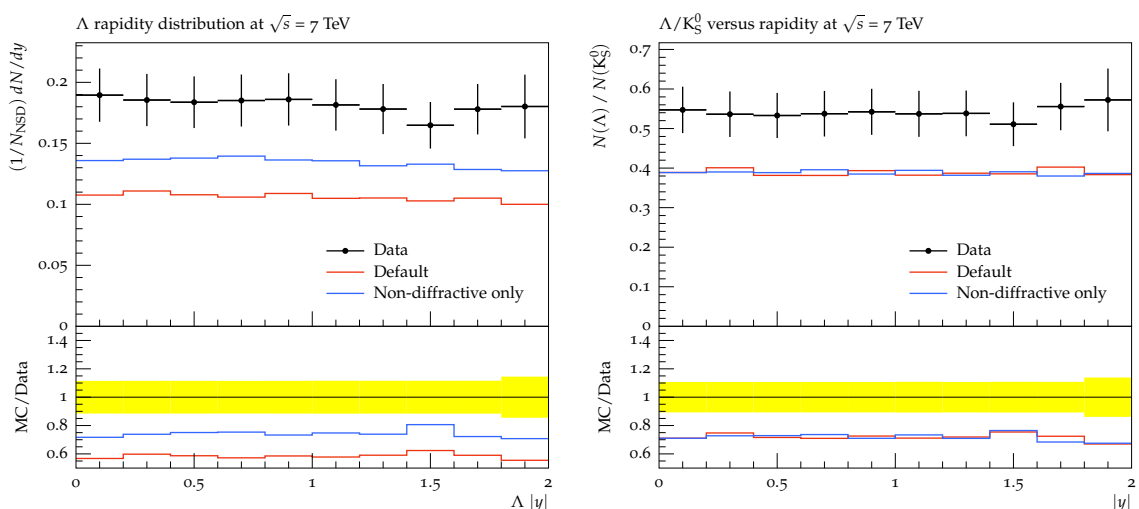 Λ rapidity distribution at √s = 7 TeV
(1/N_NSD) dN/dy
0.2
0.15
0.1
0.05
0
Data
Default
Non-diffractive only
MC/Data
1.4
1.2
1
0.8
0.6
0 0.5 1 1.5 2
Λ |y|
Λ/K⁰_S versus rapidity at √s = 7 TeV
N(Λ) / N(K⁰_S)
0.7
0.6
0.5
0.4
0.3
0.2
0.1
0
Data
Default
Non-diffractive only
MC/Data
1.4
1.2
1
0.8
0.6
0 0.5 1 1.5 2
|y|